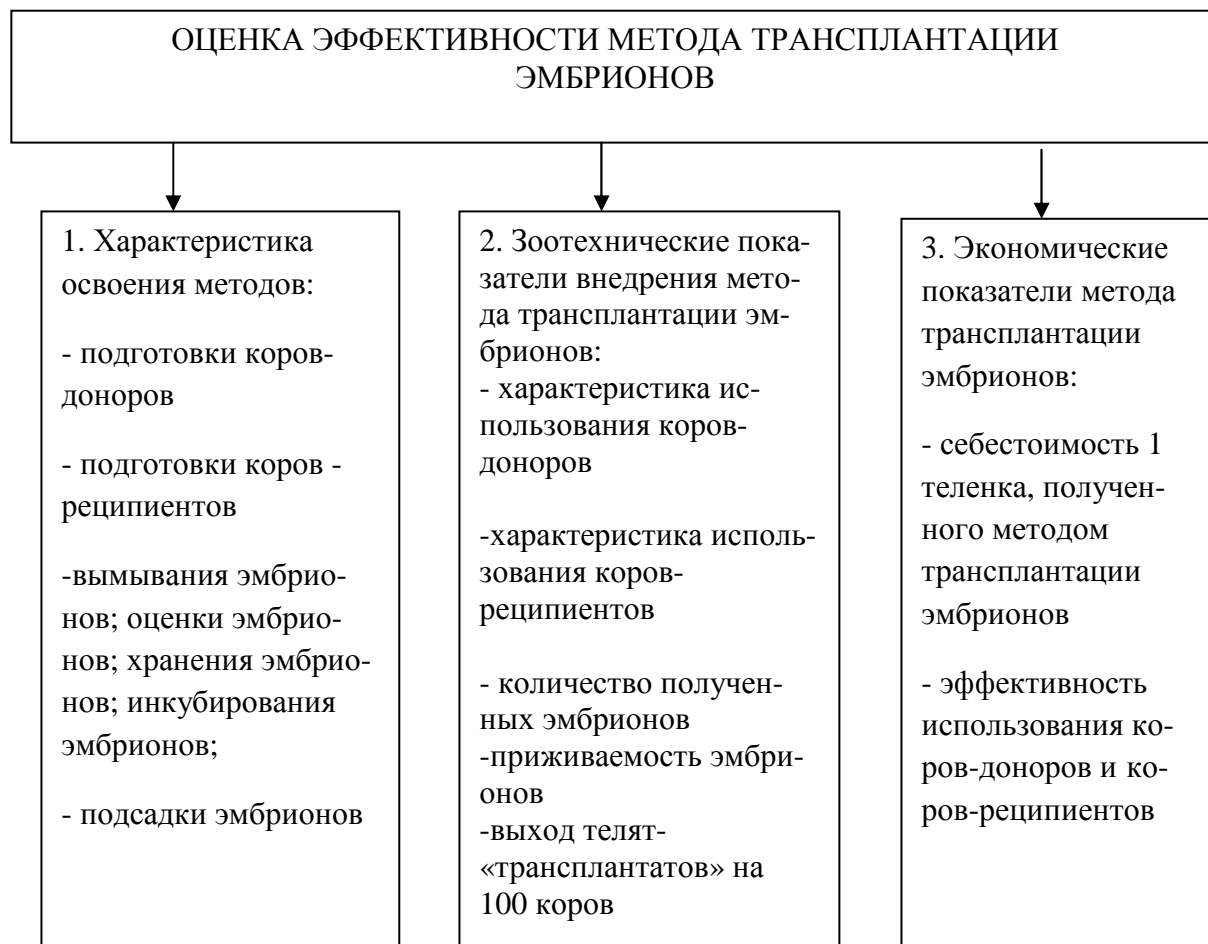 ОЦЕНКА ЭФФЕКТИВНОСТИ МЕТОДА ТРАНСПЛАНТАЦИИ
ЭМБРИОНОВ
1. Характеристика
освоения методов:
- подготовки коров-
доноров
- подготовки коров -
реципиентов
-вымывания эмбрио-
нов; оценки эмбрио-
нов; хранения эмбрио-
нов; инкубирования
эмбрионов;
- подсадки эмбрионов
2. Зоотехнические пока-
затели внедрения мето-
да трансплантации эм-
брионов:
- характеристика ис-
пользования коров-
доноров
-характеристика исполь-
зования коров-
реципиентов
- количество получен-
ных эмбрионов
-приживаемость эмбри-
онов
-выход телят-
«трансплантатов» на
100 коров
3. Экономические
показатели метода
трансплантации
эмбрионов:
- себестоимость 1
теленка, получен-
ного методом
трансплантации
эмбрионов
- эффективность
использования ко-
ров-доноров и ко-
ров-реципиентов